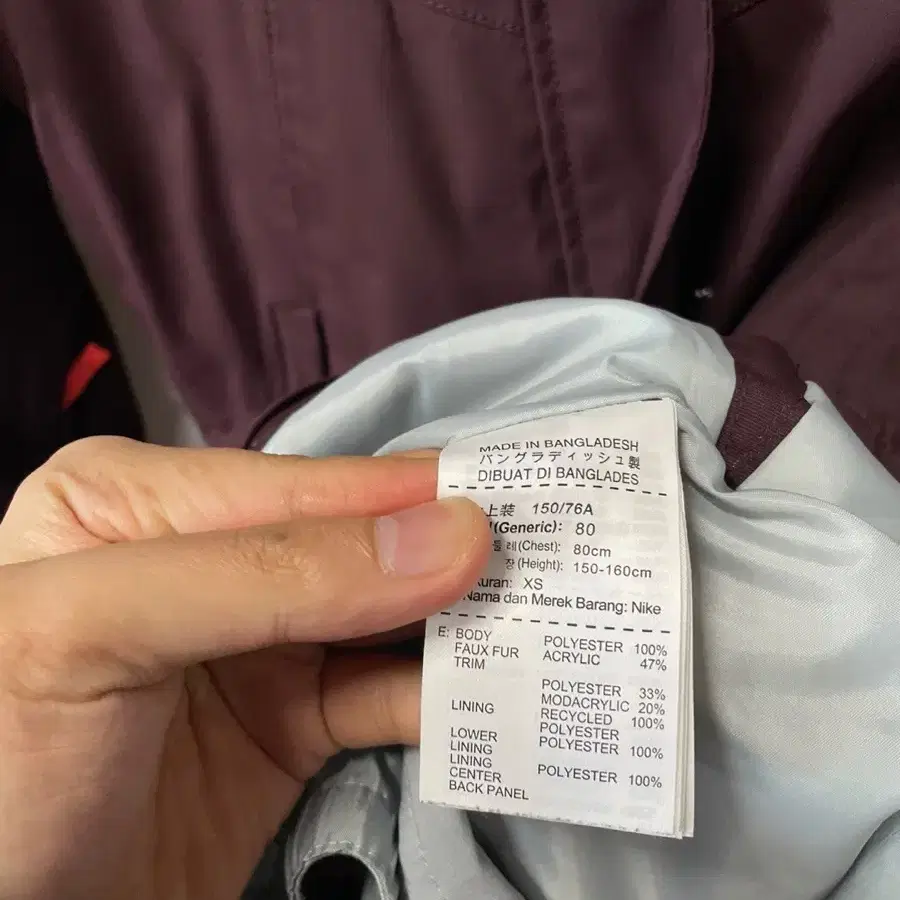 MADE IN BANGLADESH
バングラディッシュ製
DIBUAT DI BANGLADES
上装 150/76A
(Generic): 80
둘레(Chest): 80cm
장(Height): 150-160cm
XS
Nama dan Merek Barang: Nike
E: BODY POLYESTER 100%
FAUX FUR ACRYLIC 47%
TRIM
POLYESTER 33%
MODACRYLIC 20%
LINING RECYCLED 100%
POLYESTER
LOWER POLYESTER 100%
LINING
LINING POLYESTER 100%
CENTER
BACK PANEL